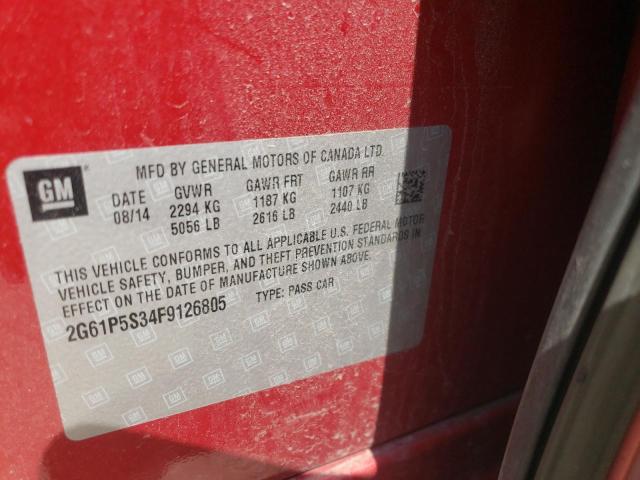 GM
MFD BY GENERAL MOTORS OF CANADA LTD.
DATE GVWR GAWR FRT GAWR RR
08/14 2294 KG 1187 KG 1107 KG
5056 LB 2616 LB 2440 LB
THIS VEHICLE CONFORMS TO ALL APPLICABLE U.S. FEDERAL MOTOR
VEHICLE SAFETY, BUMPER, AND THEFT PREVENTION STANDARDS IN
EFFECT ON THE DATE OF MANUFACTURE SHOWN ABOVE.
2G61P5S34F9126805 TYPE: PASS CAR